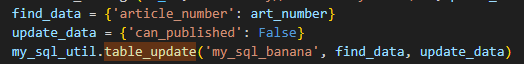 find_data = {'article_number': art_number}
update_data = {'can_published': False}
my_sql_util.table_update('my_sql_banana', find_data, update_data)